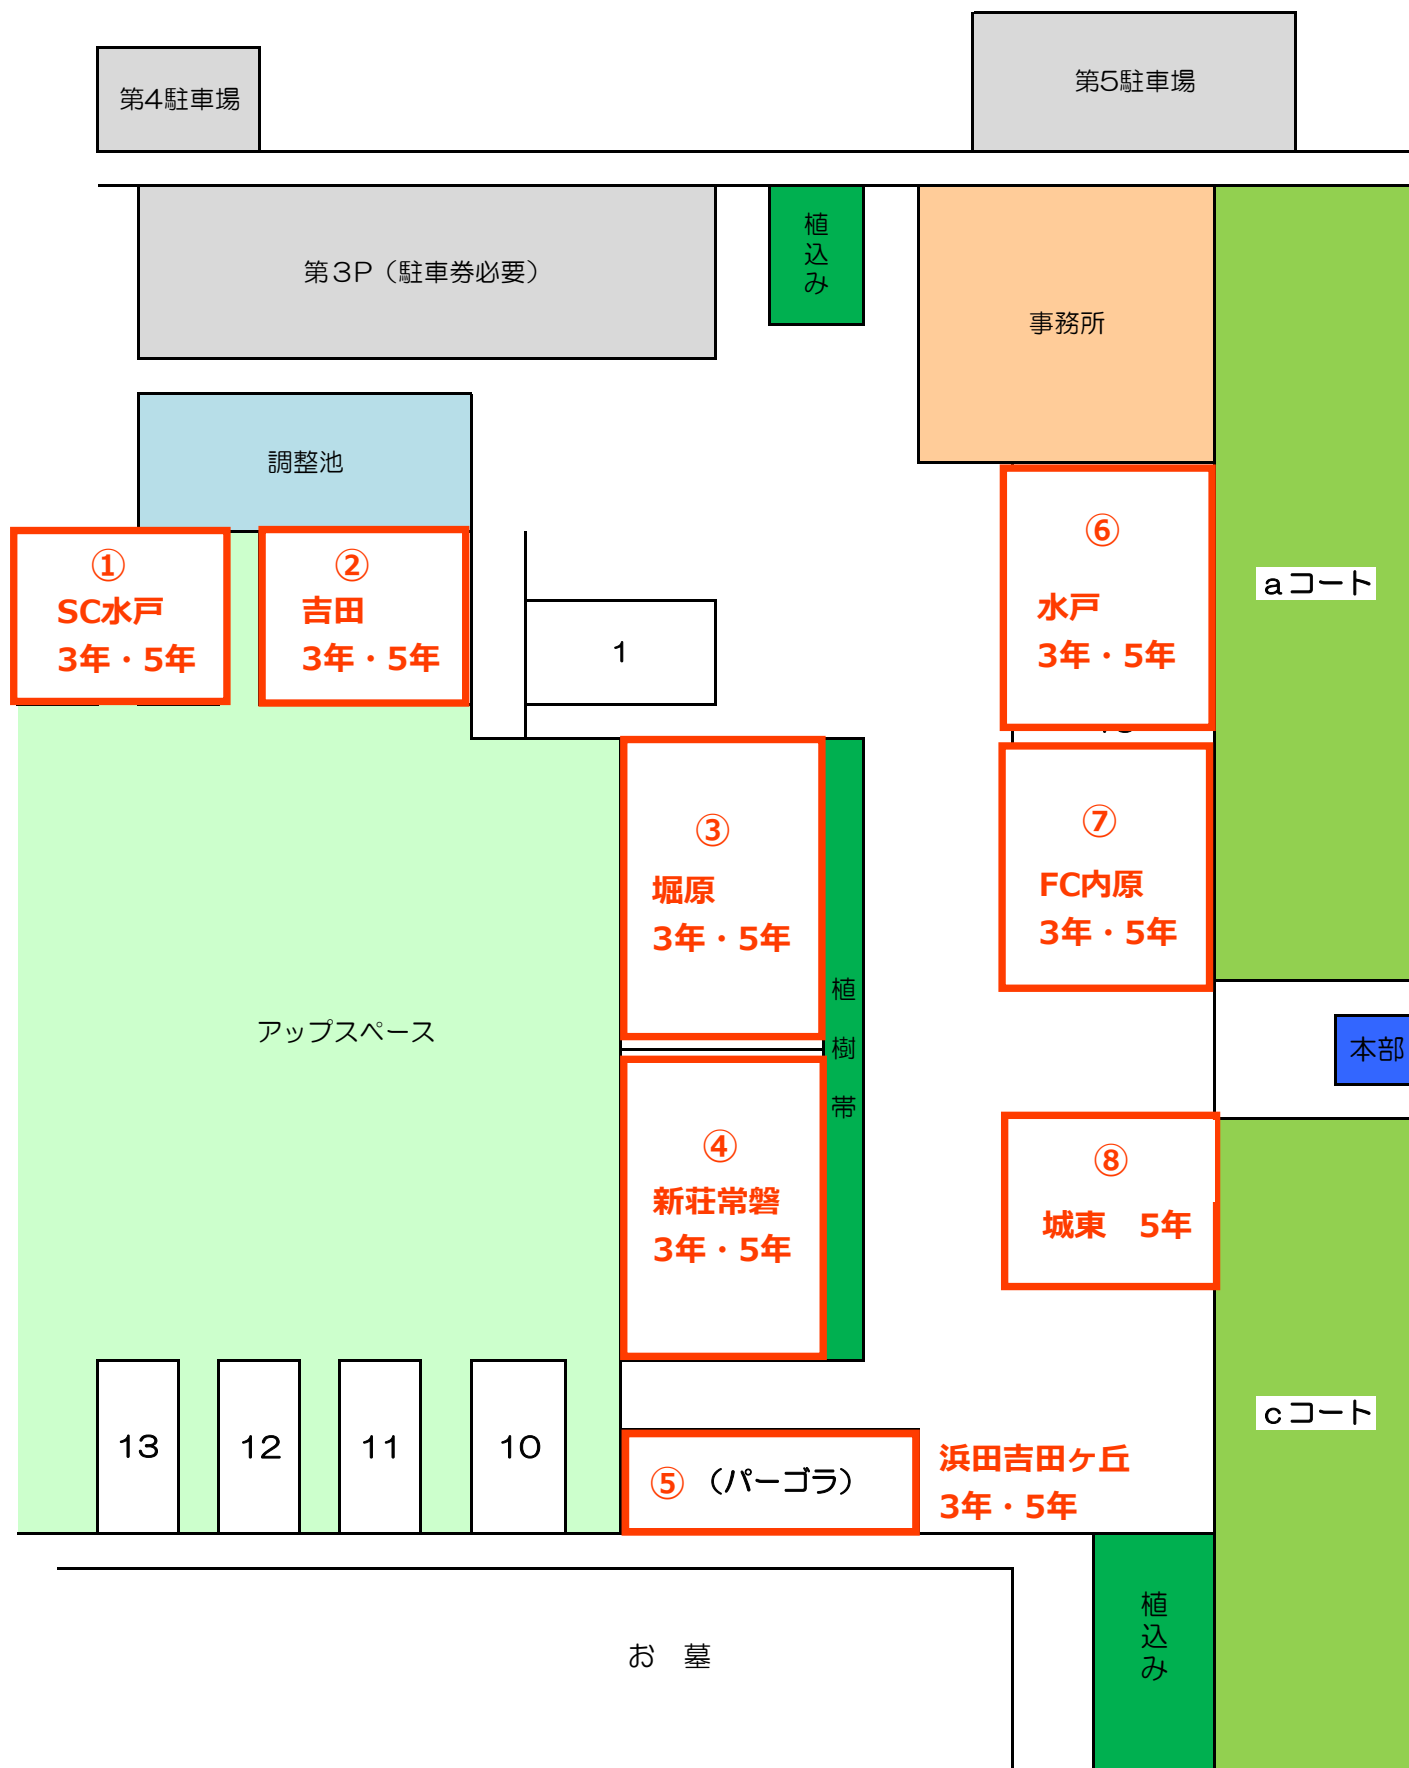 第4駐車場
第5駐車場
第3P（駐車券必要）
植込み
事務所
調整池
①
SC水戸
3年・5年
②
吉田
3年・5年
1
⑥
水戸
3年・5年
aコート
③
堀原
3年・5年
⑦
FC内原
3年・5年
植樹帯
アップスペース
本部
④
新荘常磐
3年・5年
⑧
城東　5年
cコート
13
12
11
10
⑤（パーゴラ）
浜田吉田ヶ丘
3年・5年
植込み
お　墓